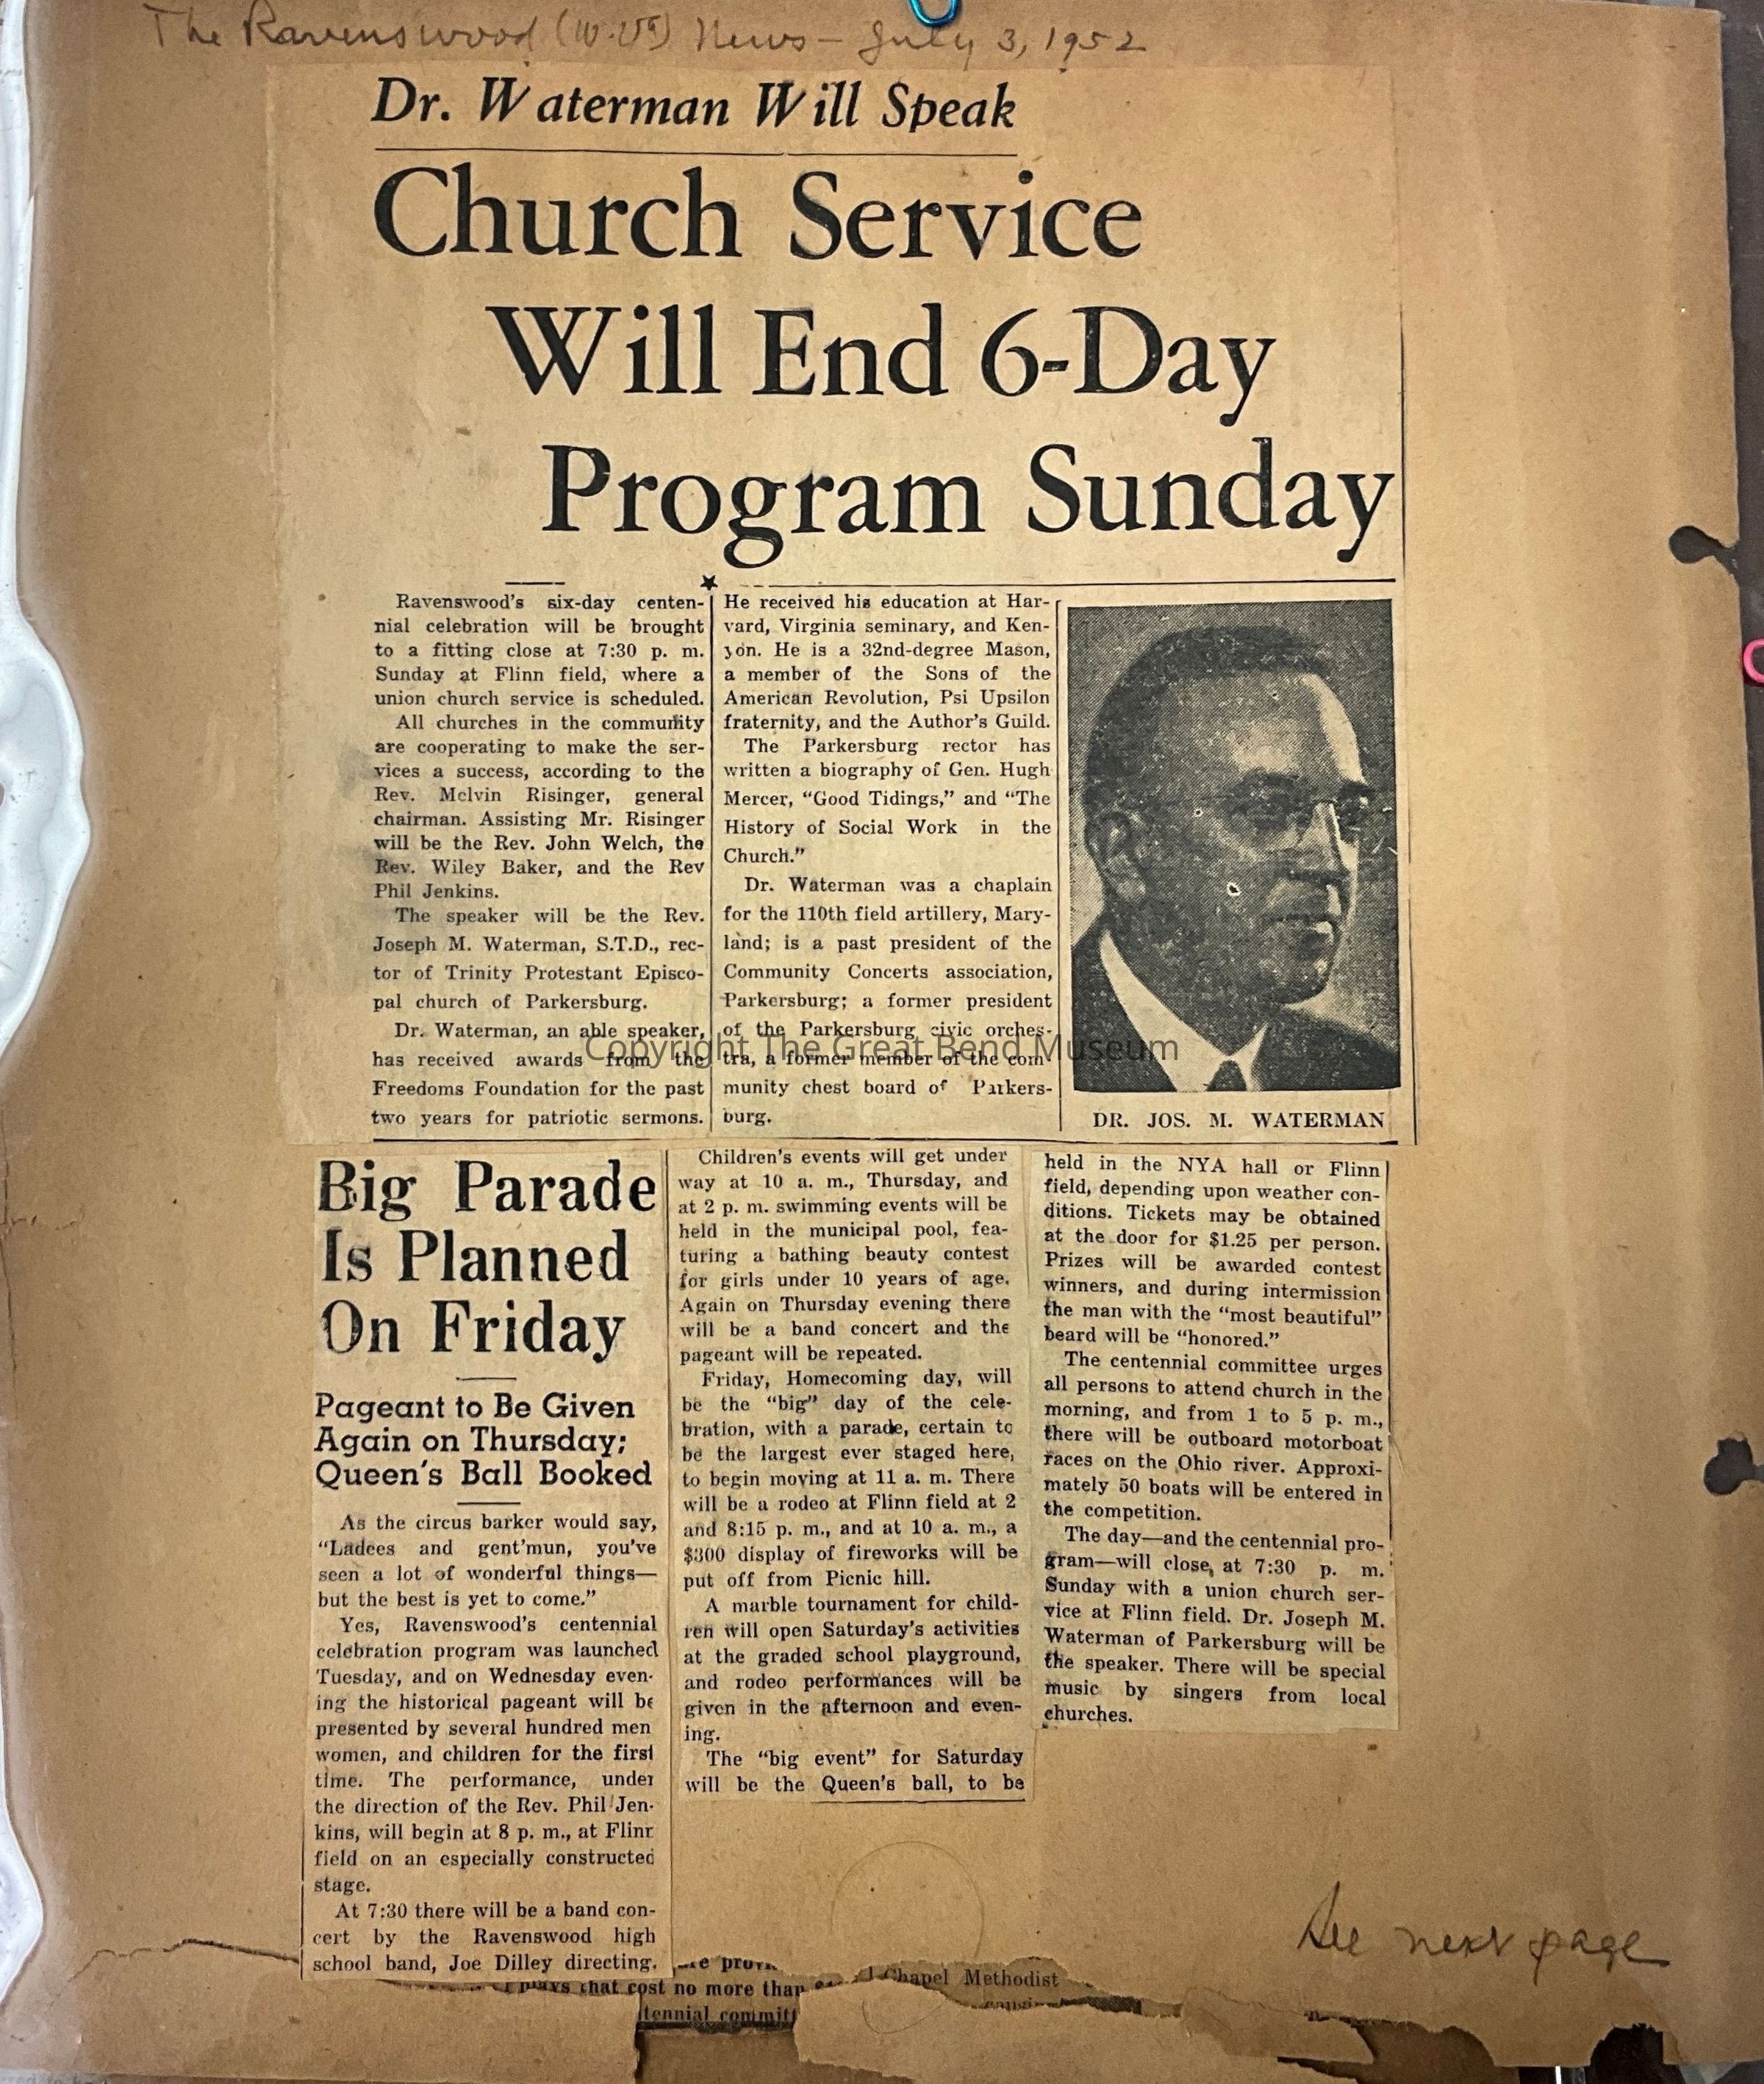 The Ravenswood (W.Va) News - July 3, 1952
Dr. Waterman Will Speak
Church Service
Will End 6-Day
Program Sunday
Ravenswood's six-day centen-
nial celebration will be brought
to a fitting close at 7:30 p. m.
Sunday at Flinn field, where a
union church service is scheduled.
All churches in the community
are cooperating to make the ser-
vices a success, according to the
Rev. Melvin Risinger, general
chairman. Assisting Mr. Risinger
will be the Rev. John Welch, the
Rev. Wiley Baker, and the Rev
Phil Jenkins.
The speaker will be the Rev.
Joseph M. Waterman, S.T.D., rec-
tor of Trinity Protestant Episco-
pal church of Parkersburg.
Dr. Waterman, an able speaker,
has received awards from the
Freedoms Foundation for the past
two years for patriotic sermons.
He received his education at Har-
vard, Virginia seminary, and Ken-
yon. He is a 32nd-degree Mason,
a member of the Sons of the
American Revolution, Psi Upsilon
fraternity, and the Author's Guild.
The Parkersburg rector has
written a biography of Gen. Hugh
Mercer, "Good Tidings," and "The
History of Social Work in the
Church."
Dr. Waterman was a chaplain
for the 110th field artillery, Mary-
land; is a past president of the
Community Concerts association,
Parkersburg; a former president
of the Parkersburg civic orches-
tra, a former member of the com
munity chest board of Parkers-
burg.
DR. JOS. M. WATERMAN
Copyright The Great Bend Museum
Big Parade
Is Planned
On Friday
Pageant to Be Given
Again on Thursday;
Queen's Ball Booked
As the circus barker would say,
"Ladees and gent'mun, you've
seen a lot of wonderful things—
but the best is yet to come."
Yes, Ravenswood's centennial
celebration program was launched
Tuesday, and on Wednesday even-
ing the historical pageant will be
presented by several hundred men
women, and children for the first
time. The performance, under
the direction of the Rev. Phil Jen-
kins, will begin at 8 p. m., at Flinn
field on an especially constructed
stage.
At 7:30 there will be a band con-
cert by the Ravenswood high
school band, Joe Dilley directing.
Children's events will get under
way at 10 a. m., Thursday, and
at 2 p. m. swimming events will be
held in the municipal pool, fea-
turing a bathing beauty contest
for girls under 10 years of age.
Again on Thursday evening there
will be a band concert and the
pageant will be repeated.
Friday, Homecoming day, will
be the "big" day of the cele-
bration, with a parade, certain to
be the largest ever staged here,
to begin moving at 11 a. m. There
will be a rodeo at Flinn field at 2
and 8:15 p. m., and at 10 a. m., a
$300 display of fireworks will be
put off from Picnic hill.
A marble tournament for child-
ren will open Saturday's activities
at the graded school playground,
and rodeo performances will be
given in the afternoon and even-
ing.
The "big event" for Saturday
will be the Queen's ball, to be
held in the NYA hall or Flinn
field, depending upon weather con-
ditions. Tickets may be obtained
at the door for $1.25 per person.
Prizes will be awarded contest
winners, and during intermission
the man with the "most beautiful"
beard will be "honored."
The centennial committee urges
all persons to attend church in the
morning, and from 1 to 5 p. m.,
there will be outboard motorboat
races on the Ohio river. Approxi-
mately 50 boats will be entered in
the competition.
The day—and the centennial pro-
gram—will close at 7:30 p. m.
Sunday with a union church ser-
vice at Flinn field. Dr. Joseph M.
Waterman of Parkersburg will be
the speaker. There will be special
music by singers from local
churches.
See next page
that cost no more than
Chapel Methodist